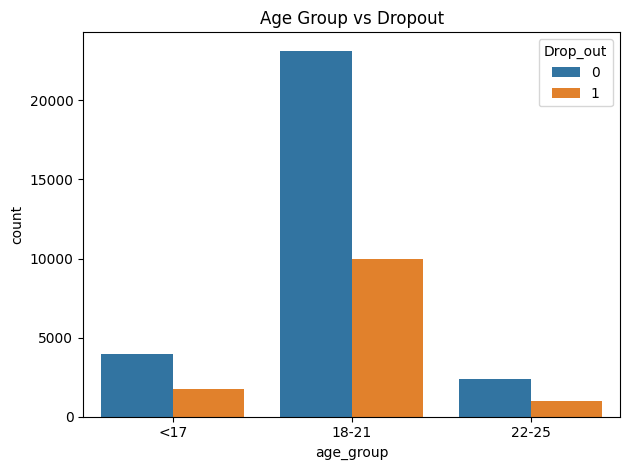 Age Group vs Dropout
Drop_out
0
1
20000
15000
10000
5000
0
count
<17
18-21
22-25
age_group